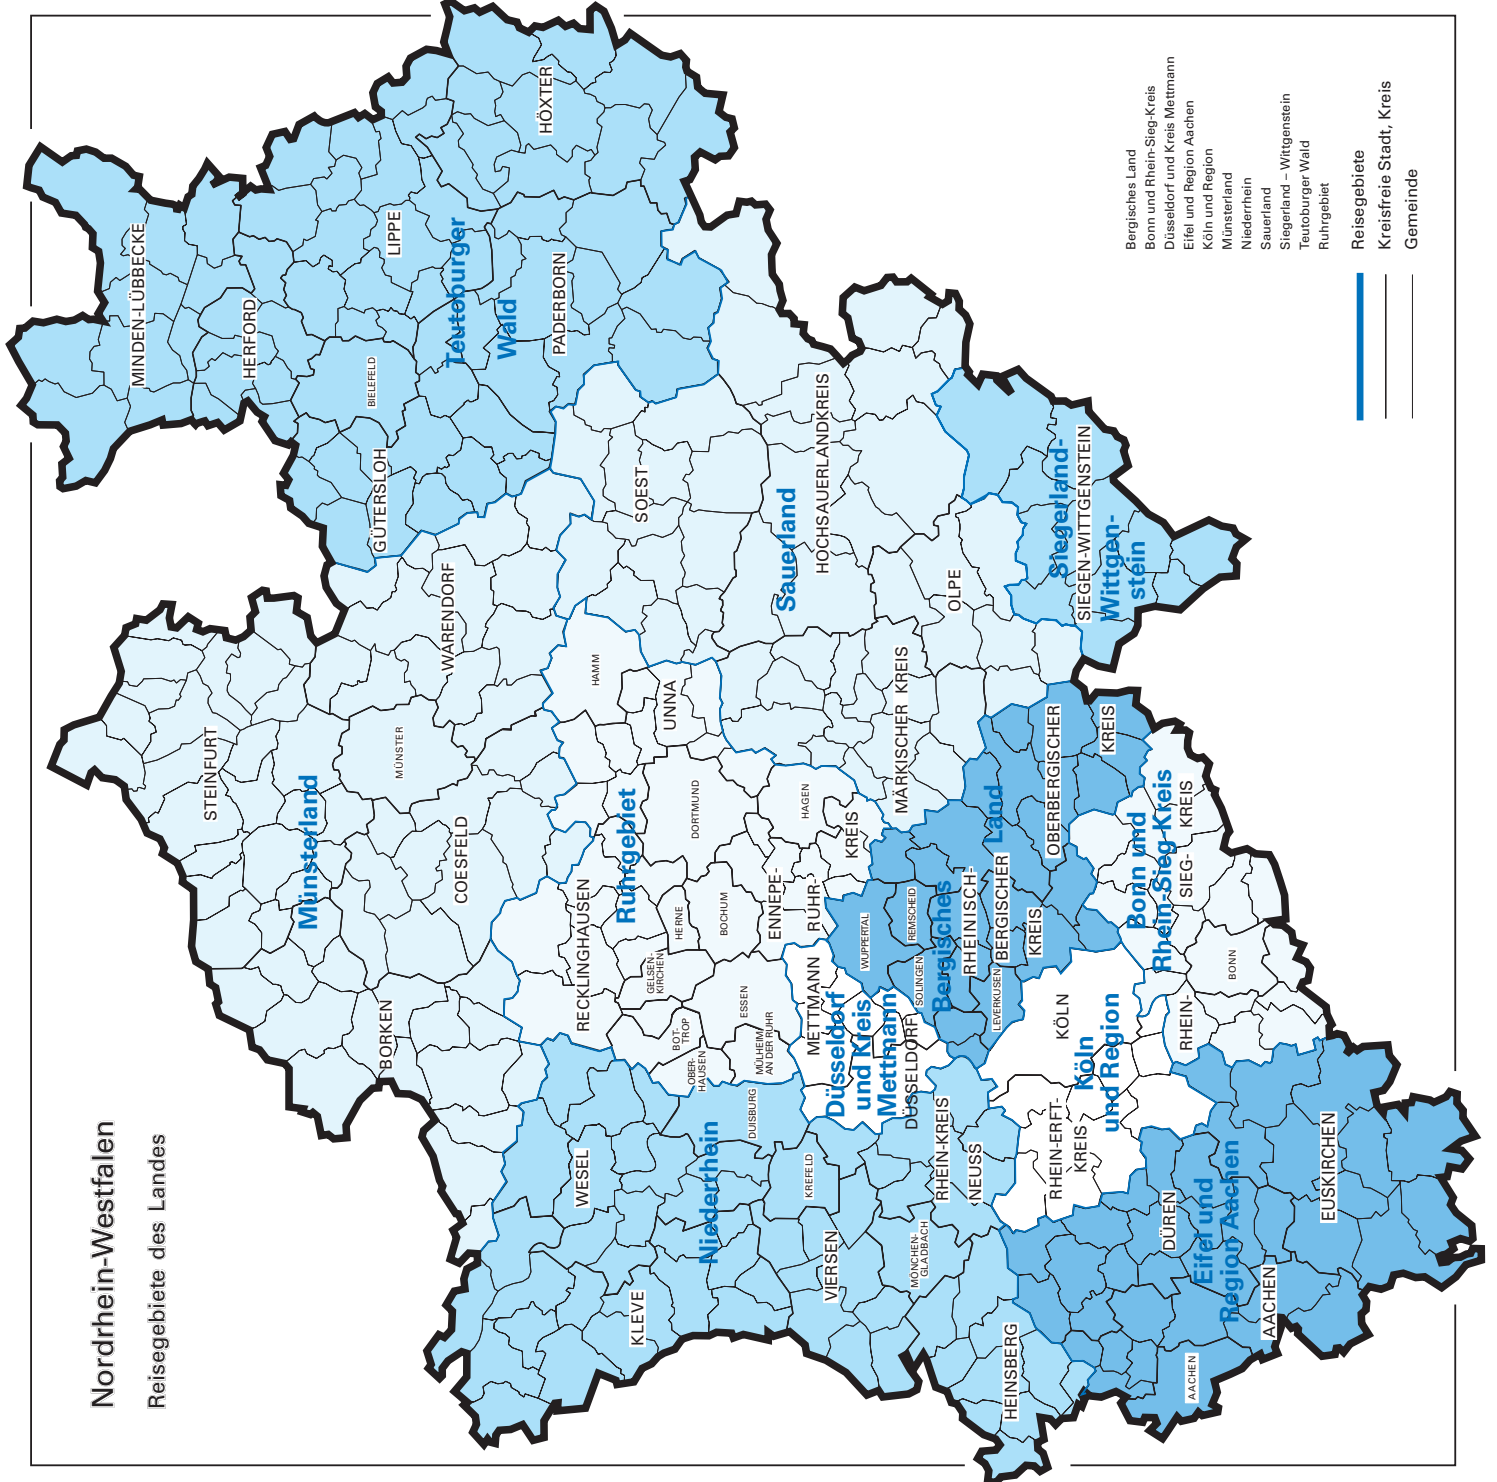 Nordrhein-Westfalen
Reisegebiete des Landes
MINDEN-LÜBBECKE
HERFORD
BIELEFELD
GÜTERSLOH
LIPPE
Teutoburger
Wald
HÖXTER
PADERBORN
STEINFURT
Münsterland
MÜNSTER
WARENDORF
COESFELD
BORKEN
HAMM
UNNA
SOEST
Ruhrgebiet
RECKLINGHAUSEN
DORTMUND
HERNE
BOCHUM
GELSEN-
KIRCHEN
BOT-
TROP
OBER-
HAUSEN
ESSEN
MÜLHEIM
AN DER RUHR
HAGEN
ENNEPE-
RUHR-
KREIS
Sauerland
HOCHSAUERLANDKREIS
MÄRKISCHER KREIS
OLPE
Siegerland-
SIEGEN-WITTGENSTEIN
Wittgen-
stein
WESEL
KLEVE
Niederrhein
DUISBURG
KREFELD
VIERSEN
MÖNCHEN-
GLADBACH
RHEIN-KREIS
NEUSS
HEINSBERG
METTMANN
Düsseldorf
und Kreis
Mettmann
DÜSSELDORF
WUPPERTAL
REMSCHEID
SOLINGEN
Bergisches
Land
RHEINISCH-
BERGISCHER
KREIS
LEVERKUSEN
OBERBERGISCHER
KREIS
KÖLN
Köln
und Region
RHEIN-ERFT-
KREIS
Bonn und
Rhein-Sieg-Kreis
RHEIN-
SIEG-
KREIS
BONN
DÜREN
Eifel und
Region Aachen
AACHEN
AACHEN
EUSKIRCHEN
Bergisches Land
Bonn und Rhein-Sieg-Kreis
Düsseldorf und Kreis Mettmann
Eifel und Region Aachen
Köln und Region
Münsterland
Niederrhein
Sauerland
Siegerland – Wittgenstein
Teutoburger Wald
Ruhrgebiet
Reisegebiete
Kreisfreie Stadt, Kreis
Gemeinde